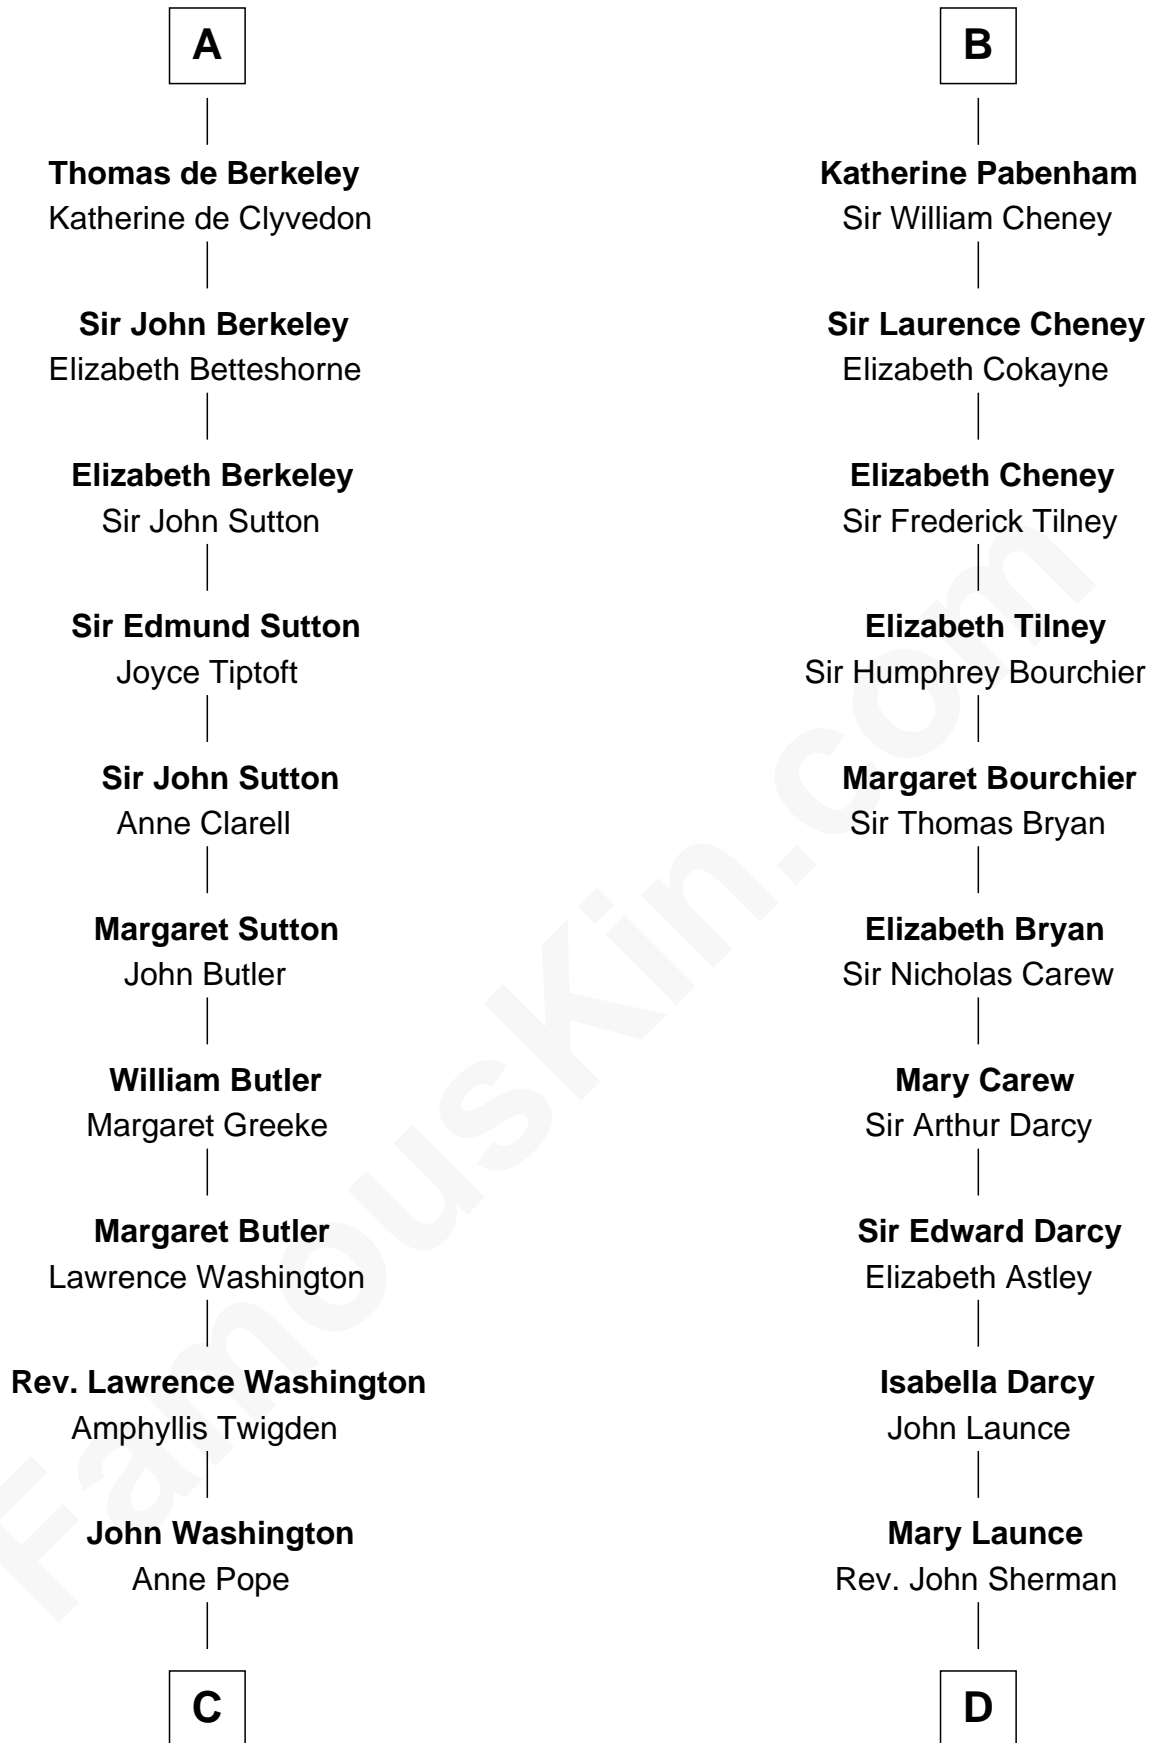 A
Thomas de Berkeley
Katherine de Clyvedon
Sir John Berkeley
Elizabeth Betteshorne
Elizabeth Berkeley
Sir John Sutton
Sir Edmund Sutton
Joyce Tiptoft
Sir John Sutton
Anne Clarell
Margaret Sutton
John Butler
William Butler
Margaret Greeke
Margaret Butler
Lawrence Washington
Rev. Lawrence Washington
Amphyllis Twigden
John Washington
Anne Pope
C
B
Katherine Pabenham
Sir William Cheney
Sir Laurence Cheney
Elizabeth Cokayne
Elizabeth Cheney
Sir Frederick Tilney
Elizabeth Tilney
Sir Humphrey Bourchier
Margaret Bourchier
Sir Thomas Bryan
Elizabeth Bryan
Sir Nicholas Carew
Mary Carew
Sir Arthur Darcy
Sir Edward Darcy
Elizabeth Astley
Isabella Darcy
John Launce
Mary Launce
Rev. John Sherman
D
FamousKin.com